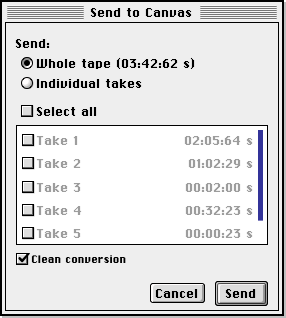 Send to Canvas
Send:
Whole tape (03:42:62 s)
Individual takes
Select all
Take 1 02:05:64 s
Take 2 01:02:29 s
Take 3 00:02:00 s
Take 4 00:32:23 s
Take 5 00:00:23 s
Clean conversion
Cancel Send